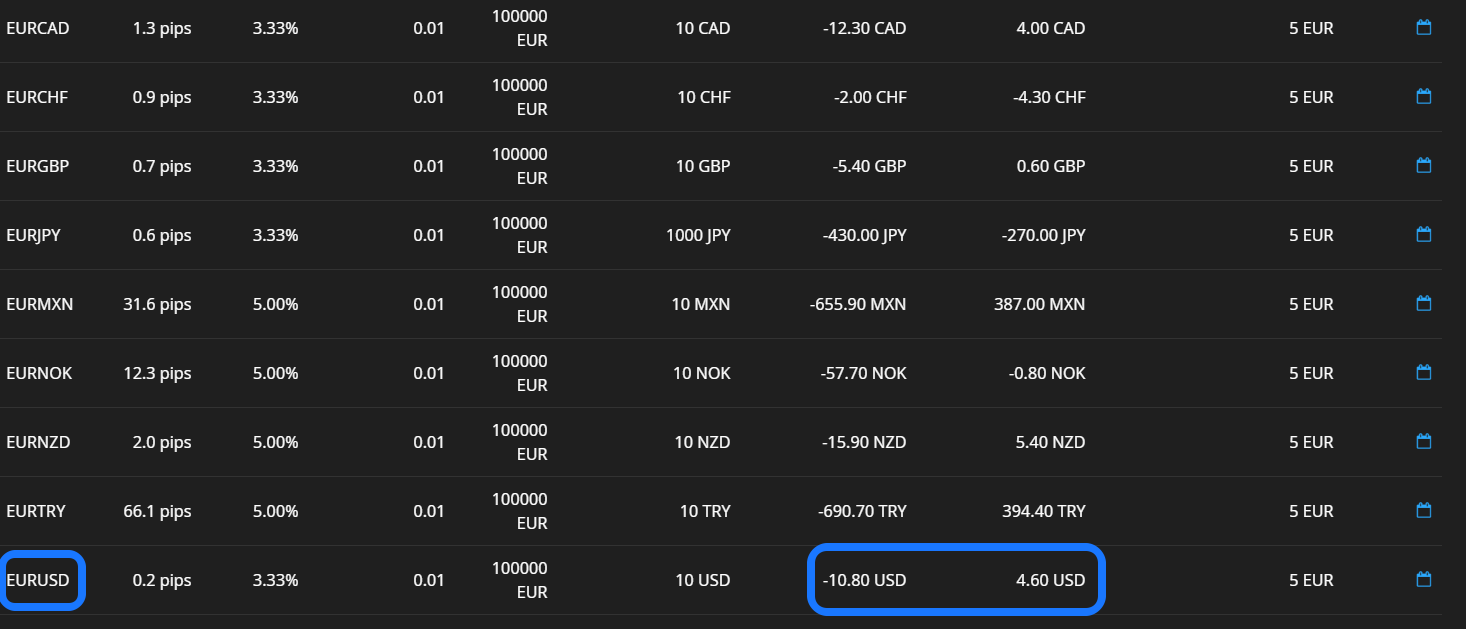 EURCAD 1.3 pips 3.33% 0.01 100000 EUR 10 CAD -12.30 CAD 4.00 CAD 5 EUR
EURCHF 0.9 pips 3.33% 0.01 100000 EUR 10 CHF -2.00 CHF -4.30 CHF 5 EUR
EURGBP 0.7 pips 3.33% 0.01 100000 EUR 10 GBP -5.40 GBP 0.60 GBP 5 EUR
EURJPY 0.6 pips 3.33% 0.01 100000 EUR 1000 JPY -430.00 JPY -270.00 JPY 5 EUR
EURMXN 31.6 pips 5.00% 0.01 100000 EUR 10 MXN -655.90 MXN 387.00 MXN 5 EUR
EURNOK 12.3 pips 5.00% 0.01 100000 EUR 10 NOK -57.70 NOK -0.80 NOK 5 EUR
EURNZD 2.0 pips 5.00% 0.01 100000 EUR 10 NZD -15.90 NZD 5.40 NZD 5 EUR
EURTRY 66.1 pips 5.00% 0.01 100000 EUR 10 TRY -690.70 TRY 394.40 TRY 5 EUR
EURUSD 0.2 pips 3.33% 0.01 100000 EUR 10 USD -10.80 USD 4.60 USD 5 EUR